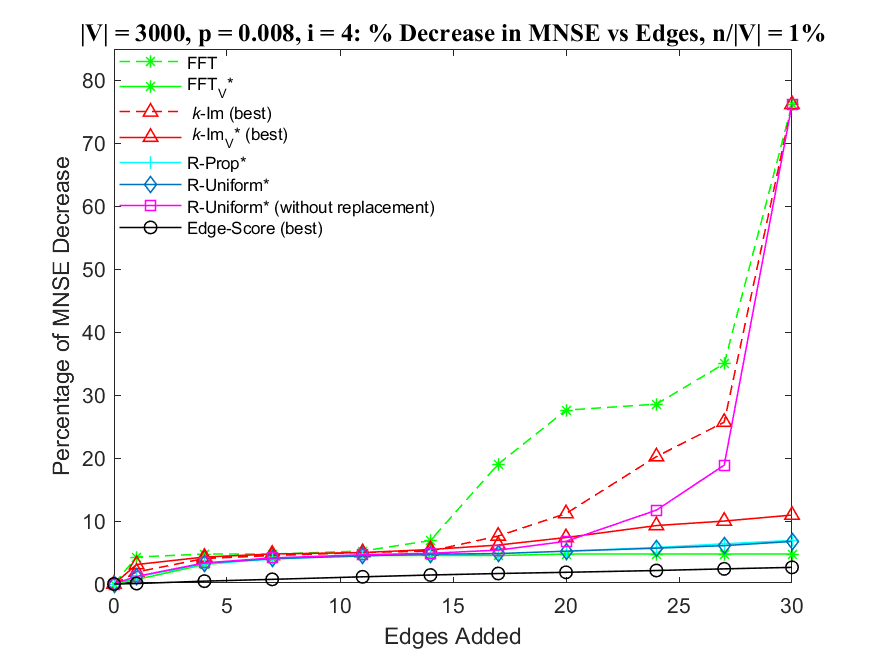 |V| = 3000, p = 0.008, i = 4: % Decrease in MNSE vs Edges, n/|V| = 1%
FFT
FFT_V*
k-Im (best)
k-Im_V* (best)
R-Prop*
R-Uniform*
R-Uniform* (without replacement)
Edge-Score (best)
Percentage of MNSE Decrease
80
70
60
50
40
30
20
10
0
0 5 10 15 20 25 30
Edges Added